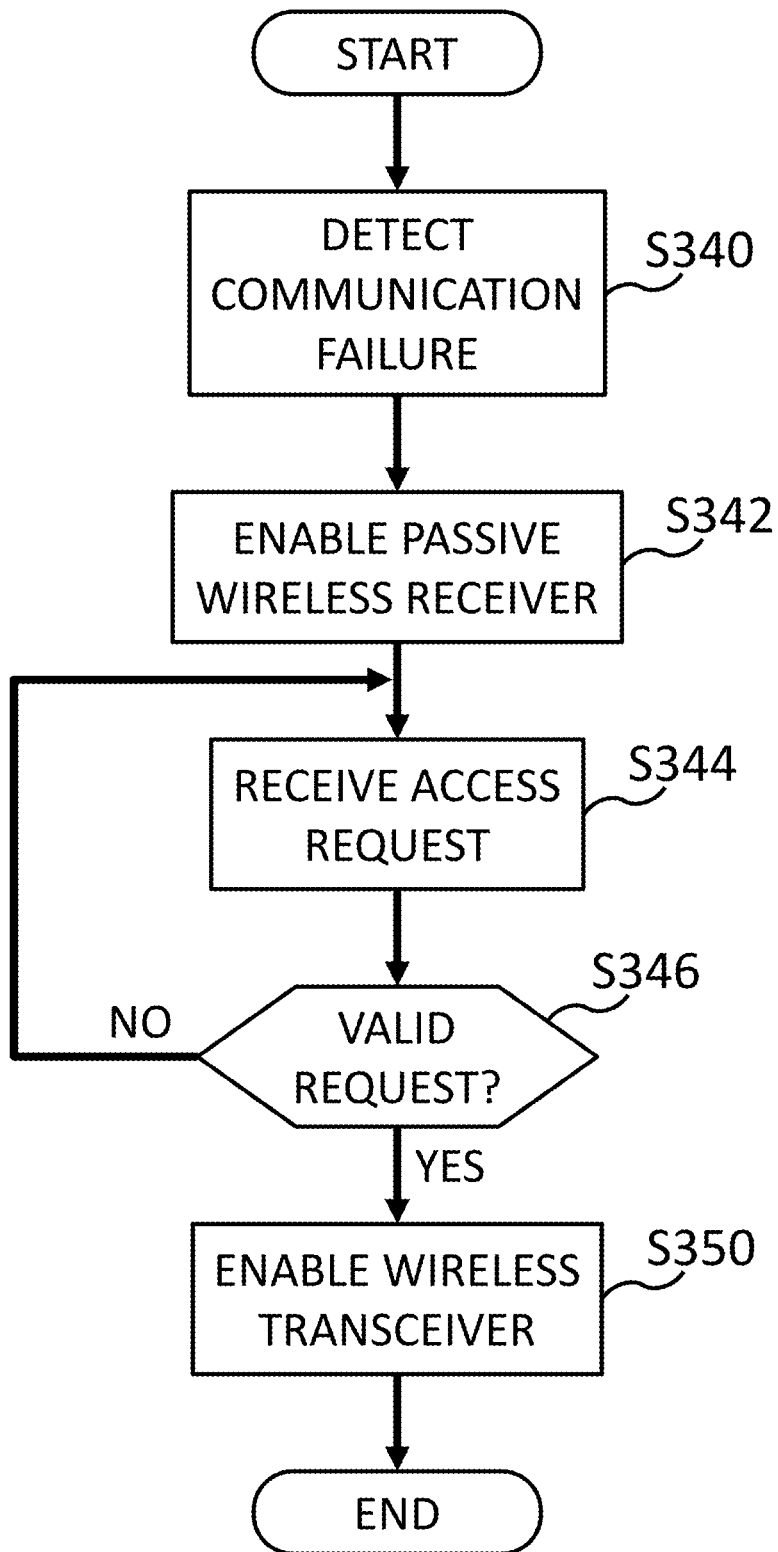 START
DETECT
COMMUNICATION
FAILURE
S340
ENABLE PASSIVE
WIRELESS RECEIVER
S342
RECEIVE ACCESS
REQUEST
S344
VALID
REQUEST?
S346
NO
YES
ENABLE WIRELESS
TRANSCEIVER
S350
END